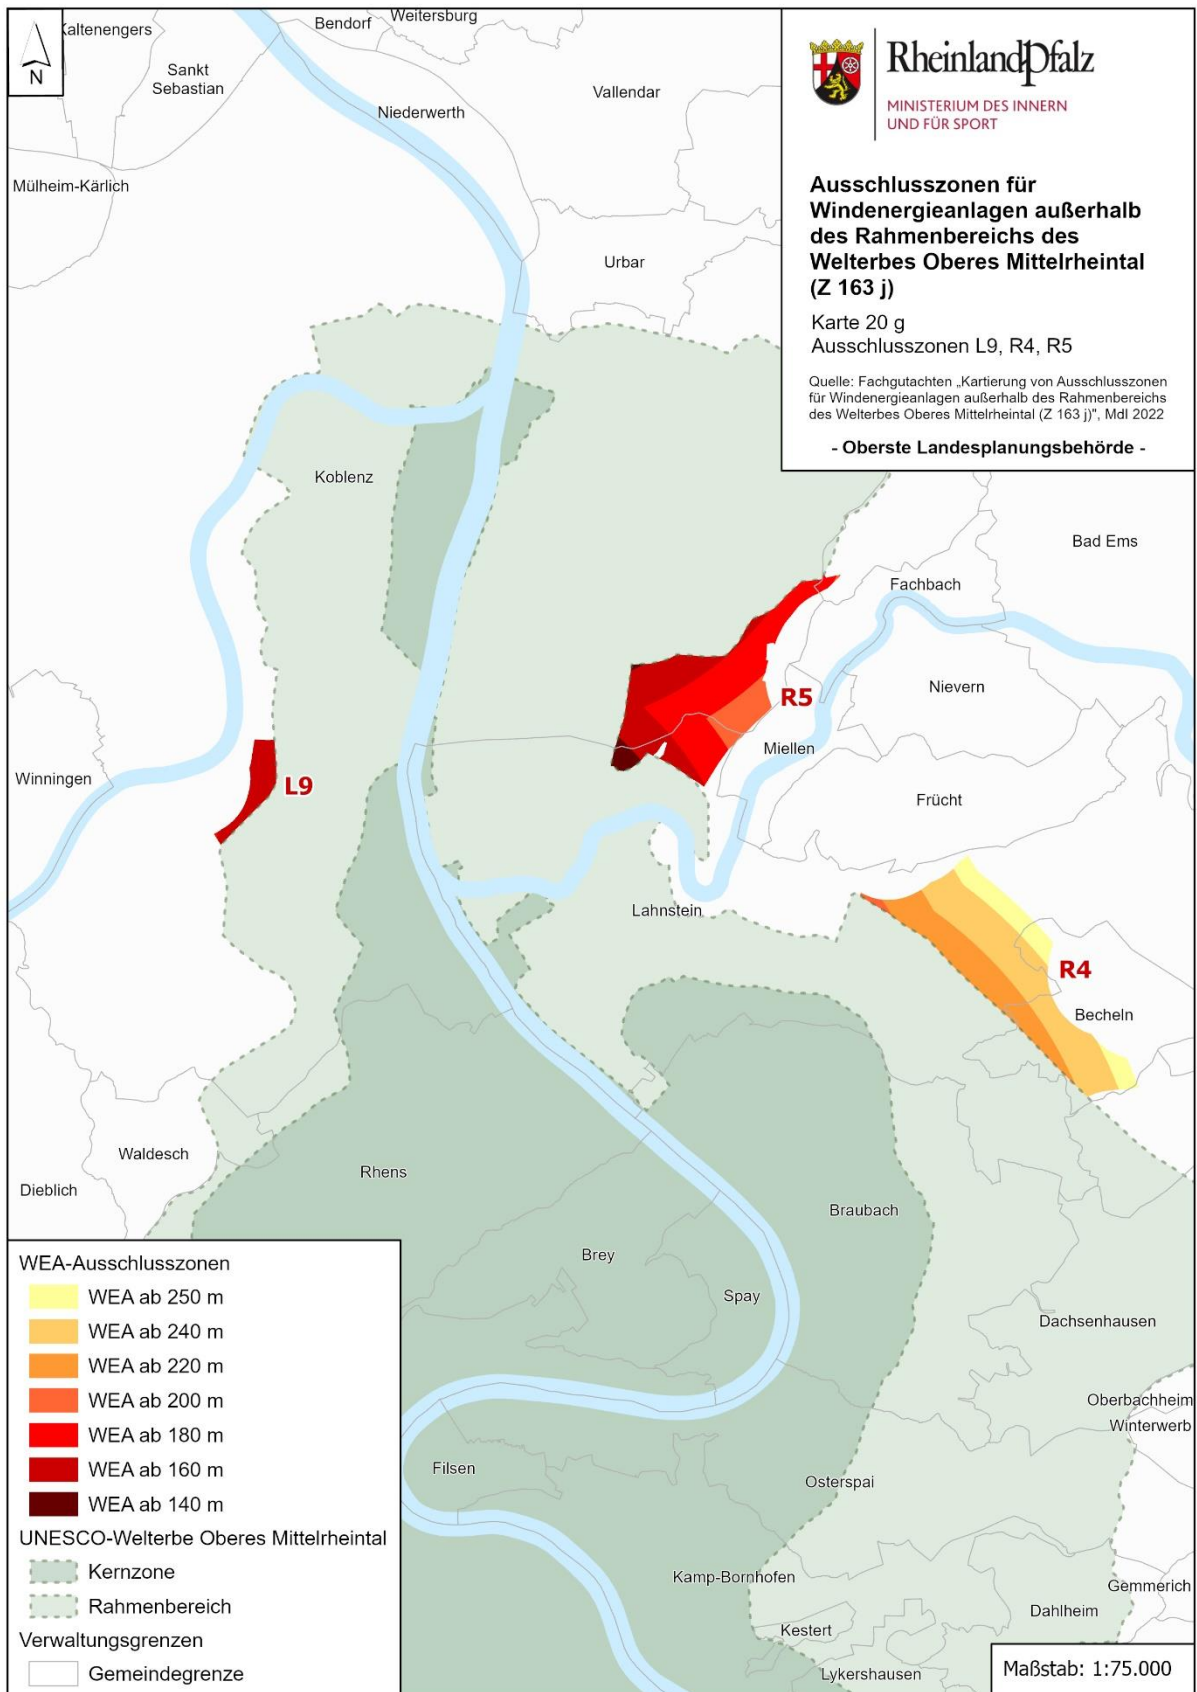 N
Kaltenengers
Sankt
Sebastian
Bendorf
Weitersburg
Vallendar
Niederwerth
Mülheim-Kärlich
Urbar
RheinlandPfalz
MINISTERIUM DES INNERN
UND FÜR SPORT
Ausschlusszonen für
Windenergieanlagen außerhalb
des Rahmenbereichs des
Welterbes Oberes Mittelrheintal
(Z 163 j)
Karte 20 g
Ausschlusszonen L9, R4, R5
Quelle: Fachgutachten „Kartierung von Ausschlusszonen
für Windenergieanlagen außerhalb des Rahmenbereichs
des Welterbes Oberes Mittelrheintal (Z 163 j)", MdI 2022
- Oberste Landesplanungsbehörde -
Koblenz
Bad Ems
Fachbach
Nievern
R5
Miellen
Winningen
L9
Frücht
Lahnstein
R4
Becheln
Waldesch
Dieblich
Rhens
Braubach
Brey
Spay
Dachsenhausen
Oberbachheim
Winterwerb
Filsen
Osterspai
Kamp-Bornhofen
Gemmerich
Dahlheim
Kestert
Lykershausen
WEA-Ausschlusszonen
WEA ab 250 m
WEA ab 240 m
WEA ab 220 m
WEA ab 200 m
WEA ab 180 m
WEA ab 160 m
WEA ab 140 m
UNESCO-Welterbe Oberes Mittelrheintal
Kernzone
Rahmenbereich
Verwaltungsgrenzen
Gemeindegrenze
Maßstab: 1:75.000